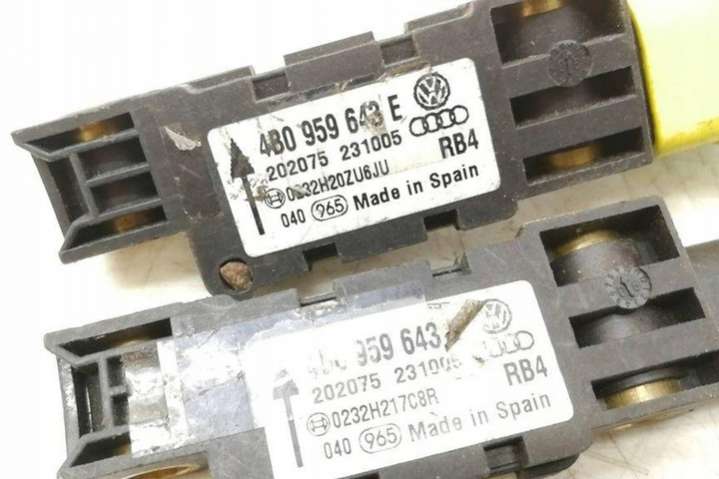 4B0 959 643 E
202075 231005
RB4
0232H20ZU6JU
040 965 Made in Spain
4B0 959 643
202075 231005
RB4
0232H217C8R
040 965 Made in Spain